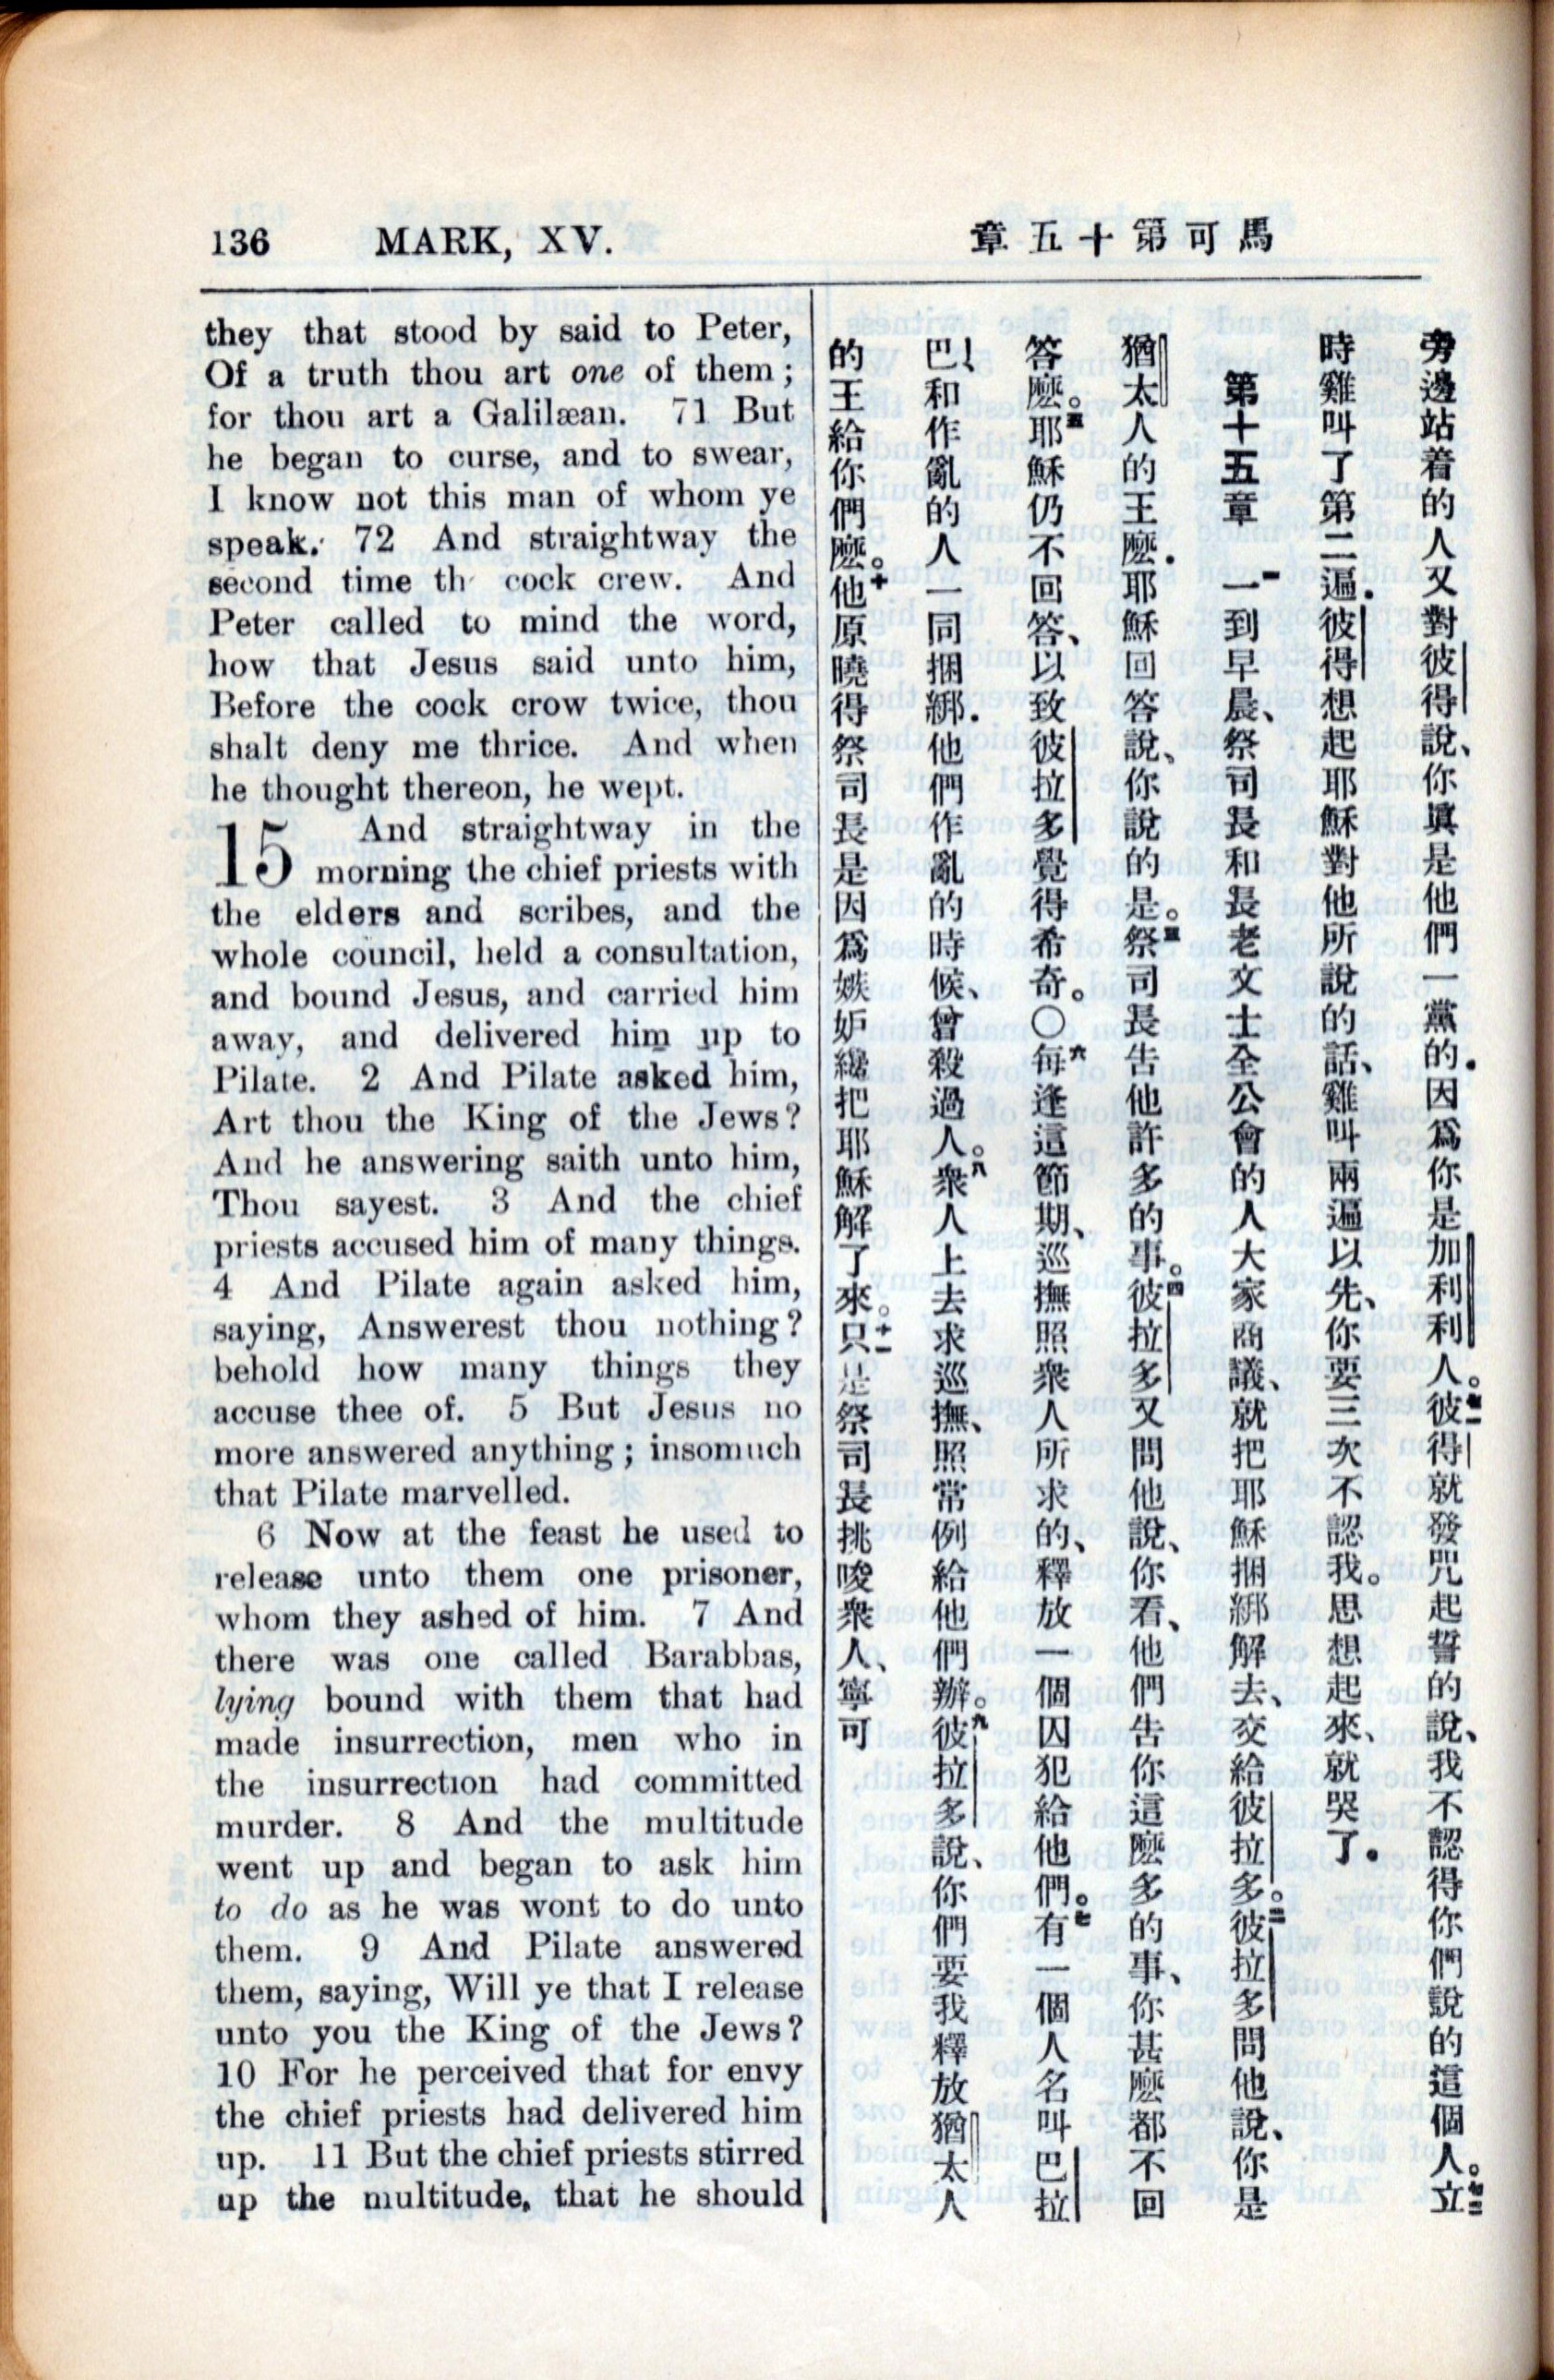 136 MARK, XV.
馬可第十五章
they that stood by said to Peter,
Of a truth thou art one of them ;
for thou art a Galilæan. 71 But
he began to curse, and to swear,
I know not this man of whom ye
speak. 72 And straightway the
second time th cock crew. And
Peter called to mind the word,
how that Jesus said unto him,
Before the cock crow twice, thou
shalt deny me thrice. And when
he thought thereon, he wept.
15 And straightway in the
morning the chief priests with
the elders and scribes, and the
whole council, held a consultation,
and bound Jesus, and carried him
away, and delivered him up to
Pilate. 2 And Pilate asked him,
Art thou the King of the Jews?
And he answering saith unto him,
Thou sayest. 3 And the chief
priests accused him of many things.
4 And Pilate again asked him,
saying, Answerest thou nothing?
behold how many things they
accuse thee of. 5 But Jesus no
more answered anything ; insomuch
that Pilate marvelled.
6 Now at the feast he used to
release unto them one prisoner,
whom they ashed of him. 7 And
there was one called Barabbas,
lying bound with them that had
made insurrection, men who in
the insurrection had committed
murder. 8 And the multitude
went up and began to ask him
to do as he was wont to do unto
them. 9 And Pilate answered
them, saying, Will ye that I release
unto you the King of the Jews?
10 For he perceived that for envy
the chief priests had delivered him
up. 11 But the chief priests stirred
up the multitude, that he should
旁邊站着的人又對彼得說、你眞是他們一黨的．因爲你是加利利人。七一彼得就發咒起誓的說、我不認得你們說的這個人。七二立
時雞叫了第二遍．彼得想起耶穌對他所說的話、雞叫兩遍以先、你要三次不認我。思想起來、就哭了．
第十五章 一一到早晨、祭司長和長老文士全公會的人大家商議、就把耶穌捆綁解去、交給彼拉多。二彼拉多問他說、你是
猶太人的王麽．耶穌回答說、你說的是。三祭司長告他許多的事。四彼拉多又問他說、你看、他們告你這麽多的事、你甚麽都不回
答麽。五耶穌仍不回答、以致彼拉多覺得希奇。○六每逢這節期、巡撫照衆人所求的、釋放一個囚犯給他們。七有一個人名叫巴拉
巴、和作亂的人一同捆綁．他們作亂的時候、曾殺過人。八衆人上去求巡撫、照常例給他們辦。九彼拉多說、你們要我釋放猶太人
的王給你們麽。十他原曉得祭司長是因爲嫉妒纔把耶穌解了來。十一只是祭司長挑唆衆人、寧可